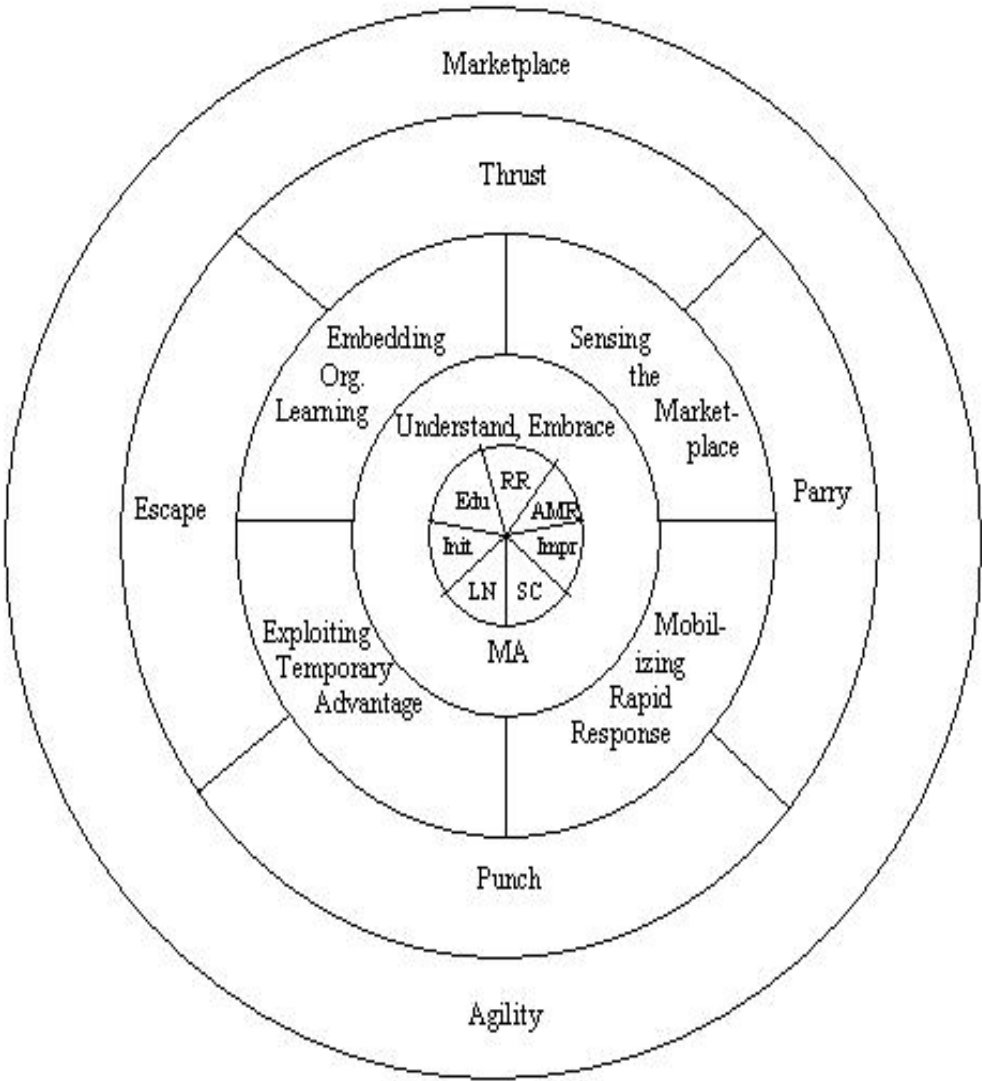 Marketplace
Thrust
Embedding
Org.
Learning
Sensing
the
Market-
place
Understand, Embrace
RR
Edu
AMR
Init
Impr
LN
SC
MA
Escape
Parry
Exploiting
Temporary
Advantage
Mobil-
izing
Rapid
Response
Punch
Agility